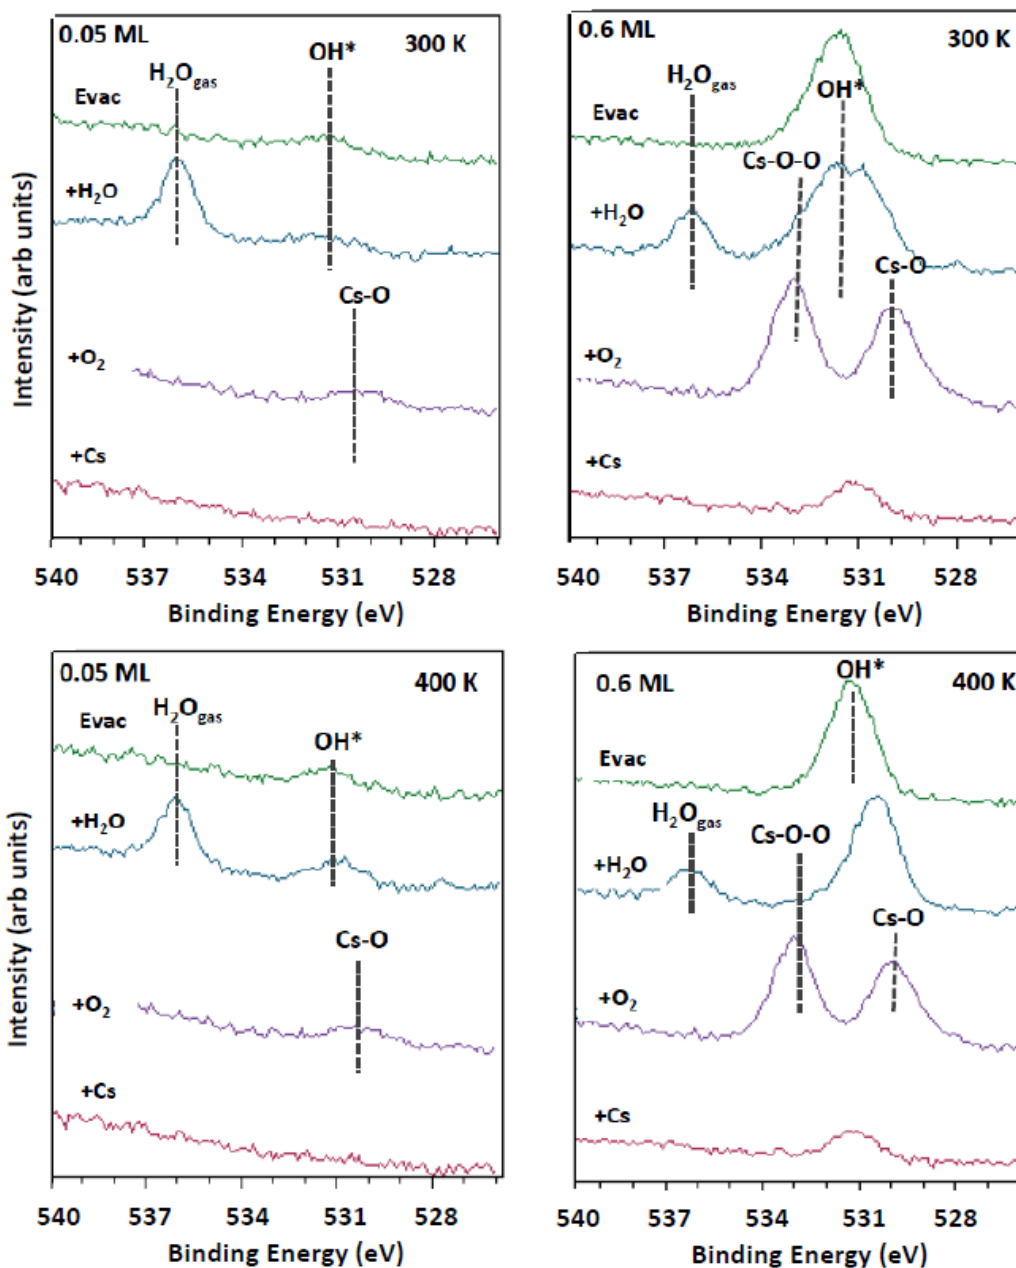 0.05 ML
300 K
OH*
H₂Ogas
Evac
+H₂O
Cs-O
+O₂
+Cs
540 537 534 531 528
Binding Energy (eV)
Intensity (arb units)
0.6 ML
300 K
H₂Ogas
OH*
Evac
Cs-O-O
+H₂O
Cs-O
+O₂
+Cs
540 537 534 531 528
Binding Energy (eV)
0.05 ML
400 K
H₂Ogas
Evac
OH*
+H₂O
Cs-O
+O₂
+Cs
540 537 534 531 528
Binding Energy (eV)
Intensity (arb units)
OH*
0.6 ML
400 K
Evac
H₂Ogas
Cs-O-O
+H₂O
Cs-O
+O₂
+Cs
540 537 534 531 528
Binding Energy (eV)